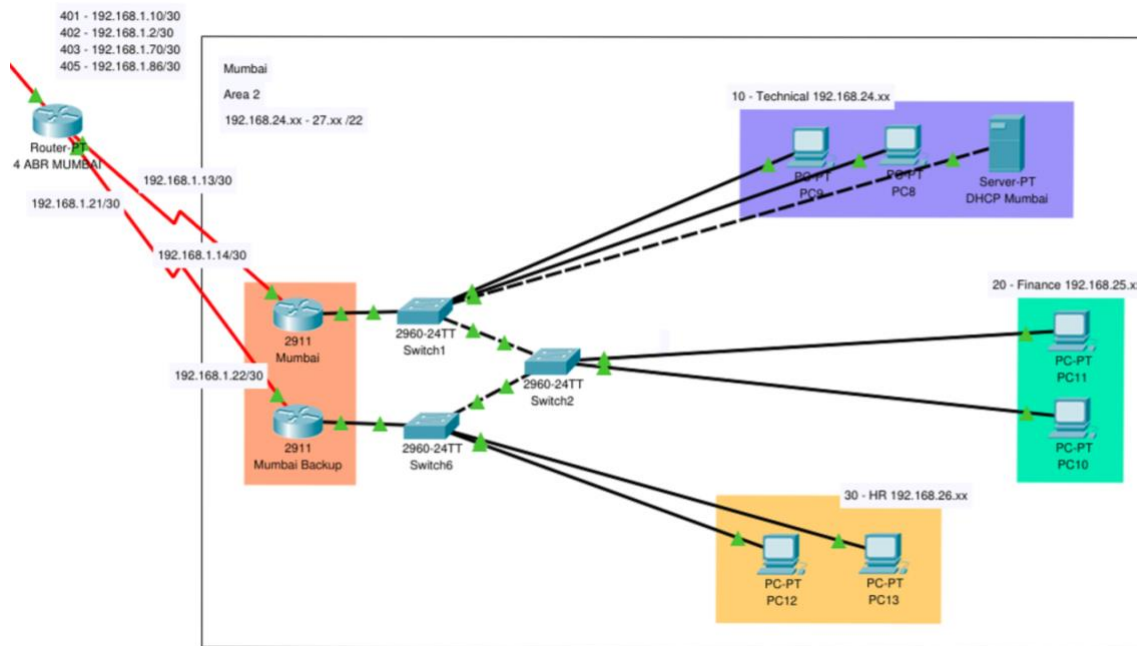 401 - 192.168.1.10/30
402 - 192.168.1.2/30
403 - 192.168.1.70/30
405 - 192.168.1.86/30
Router-PT
4 ABR MUMBAI
192.168.1.13/30
192.168.1.21/30
192.168.1.14/30
192.168.1.22/30
Mumbai
Area 2
192.168.24.xx - 27.xx /22
2911
Mumbai
2911
Mumbai Backup
2960-24TT
Switch1
2960-24TT
Switch2
2960-24TT
Switch6
10 - Technical 192.168.24.xx
PC-PT
PC9
PC-PT
PC8
Server-PT
DHCP Mumbai
20 - Finance 192.168.25.x
PC-PT
PC11
PC-PT
PC10
30 - HR 192.168.26.xx
PC-PT
PC12
PC-PT
PC13